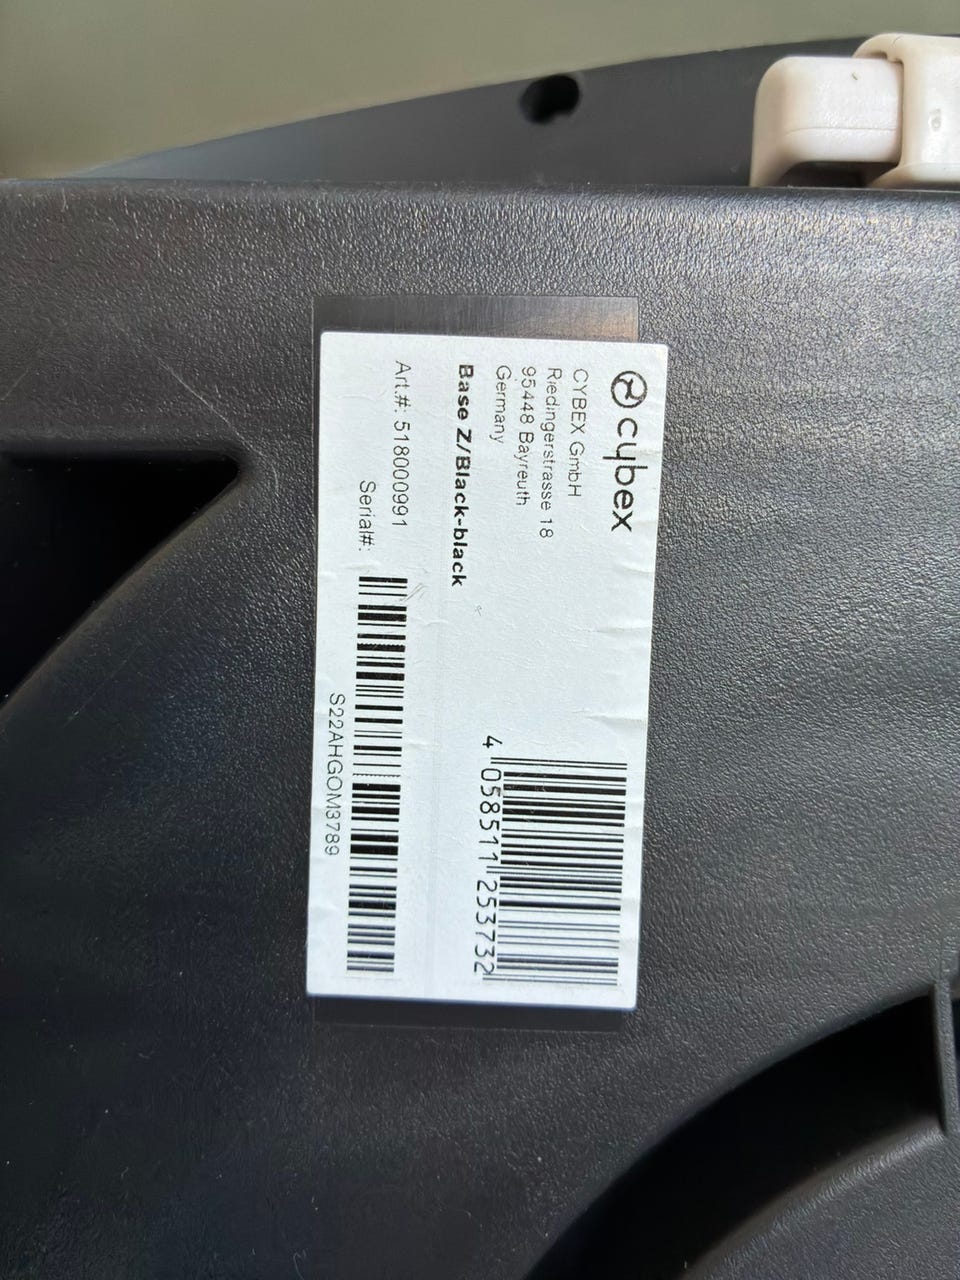 cybex
CYBEX GmbH
Riedingerstrasse 18
95448 Bayreuth
Germany
4 058511 253732
Base Z/Black-black
Art.#: 518000991
Serial#:
S22AHGOM3789